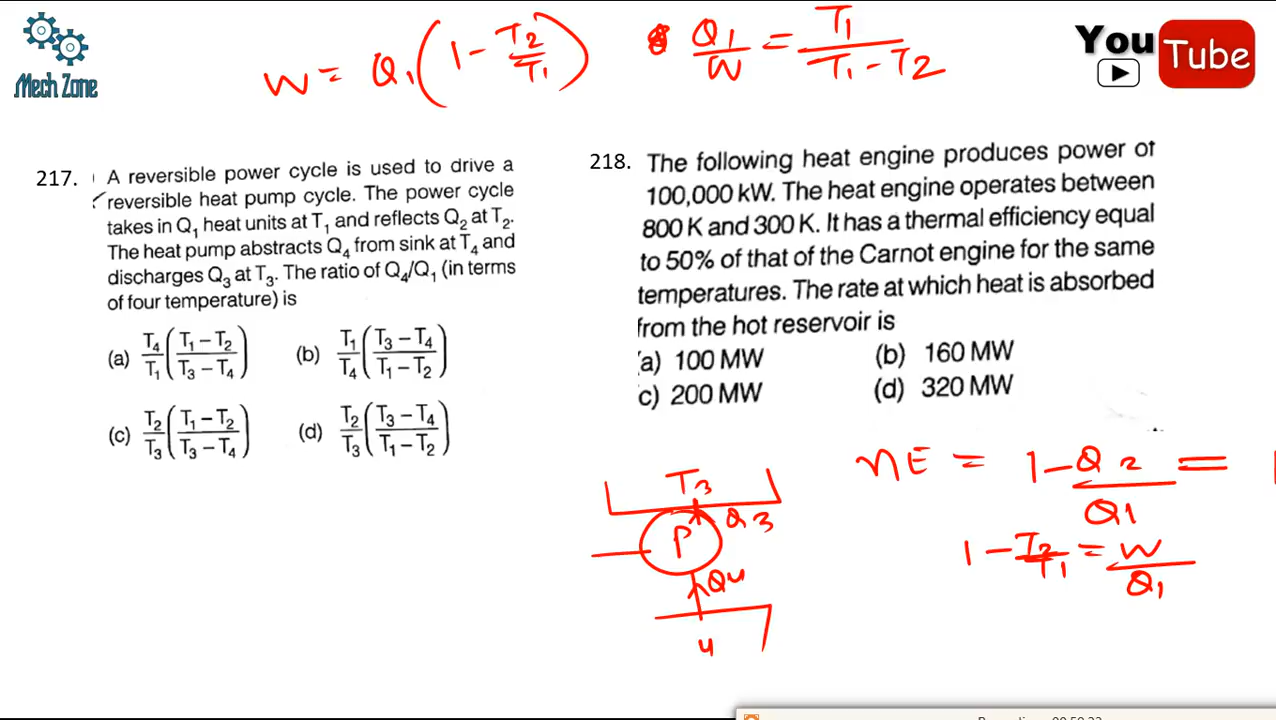 W = Q₁(1 - T₂/T₁)
Q₁/W = T₁/(T₁ - T₂)
You Tube
Mech Zone
217. A reversible power cycle is used to drive a
reversible heat pump cycle. The power cycle
takes in Q₁ heat units at T₁ and reflects Q₂ at T₂.
The heat pump abstracts Q₄ from sink at T₄ and
discharges Q₃ at T₃. The ratio of Q₄/Q₁ (in terms
of four temperature) is
(a) T₄/T₁ (T₁ – T₂ / T₃ – T₄) (b) T₁/T₄ (T₃ – T₄ / T₁ – T₂)
(c) T₂/T₃ (T₁ – T₂ / T₃ – T₄) (d) T₂/T₃ (T₃ – T₄ / T₁ – T₂)
218. The following heat engine produces power of
100,000 kW. The heat engine operates between
800 K and 300 K. It has a thermal efficiency equal
to 50% of that of the Carnot engine for the same
temperatures. The rate at which heat is absorbed
from the hot reservoir is
a) 100 MW (b) 160 MW
c) 200 MW (d) 320 MW
T₃
P
Q3
Q4
4
ηE = 1 - Q2/Q1 =
1 - T₂/T₁ = W/Q₁